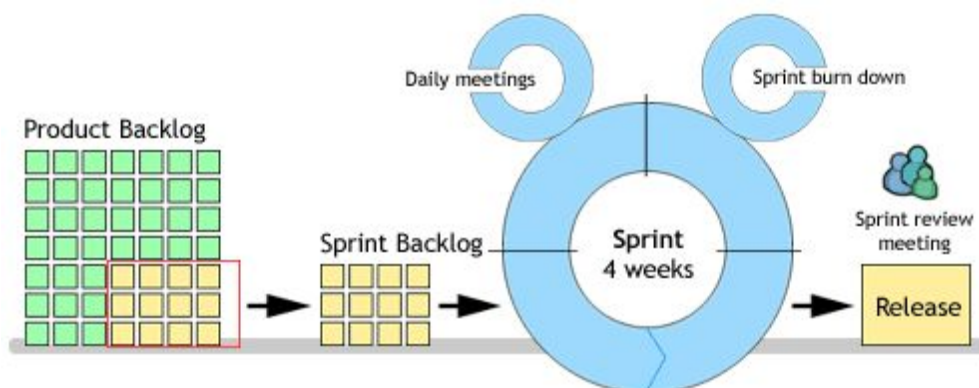 Daily meetings
Sprint burn down
Product Backlog
Sprint Backlog
Sprint
4 weeks
Sprint review
meeting
Release